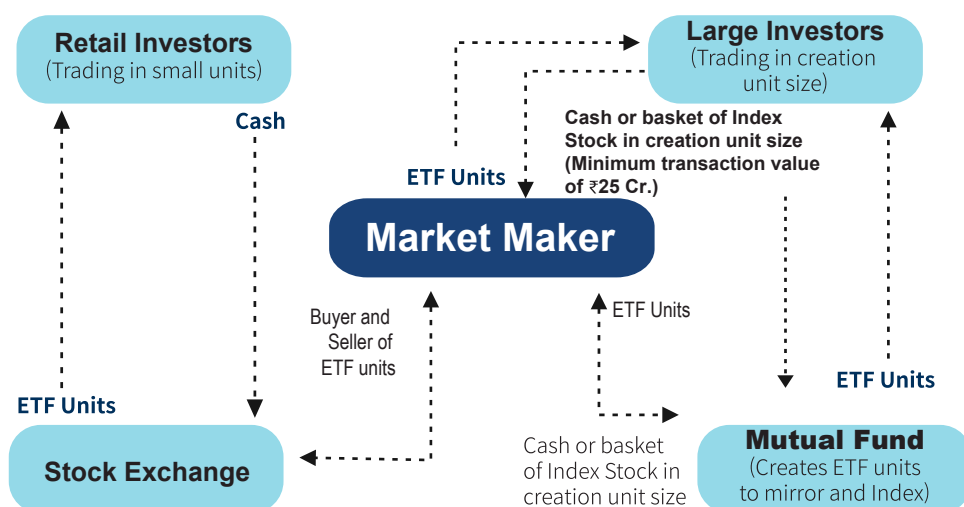 Retail Investors
(Trading in small units)
Large Investors
(Trading in creation
unit size)
Cash
Cash or basket of Index
Stock in creation unit size
(Minimum transaction value
of ₹25 Cr.)
ETF Units
Market Maker
Buyer and
Seller of
ETF units
ETF Units
ETF Units
ETF Units
Stock Exchange
Cash or basket
of Index Stock in
creation unit size
Mutual Fund
(Creates ETF units
to mirror and Index)